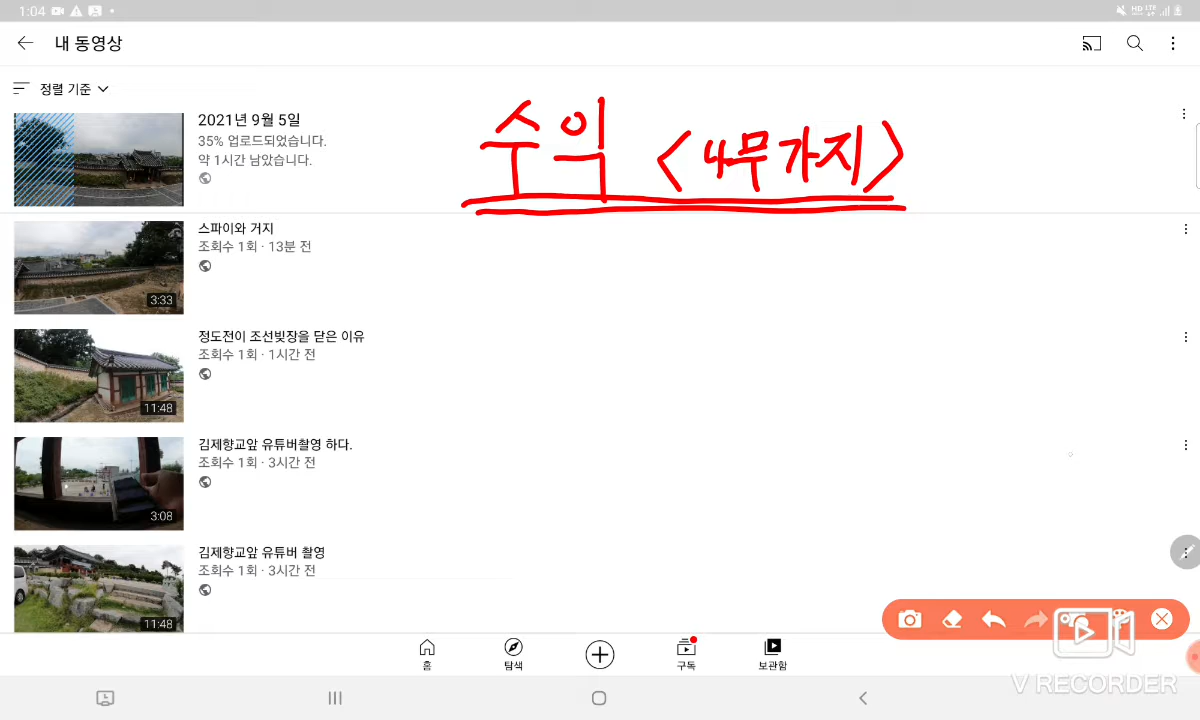 1:04
HD LTE
내 동영상
정렬 기준
2021년 9월 5일
35% 업로드되었습니다.
약 1시간 남았습니다.
수익 <4무가지>
스파이와 거지
조회수 1회 · 13분 전
3:33
정도전이 조선빗장을 닫은 이유
조회수 1회 · 1시간 전
11:48
김제향교앞 유튜버촬영 하다.
조회수 1회 · 3시간 전
3:08
김제향교앞 유튜버 촬영
조회수 1회 · 3시간 전
11:48
홈
탐색
구독
보관함
V RECORDER